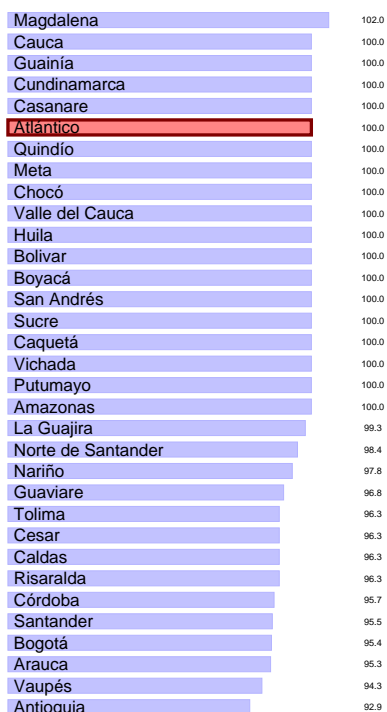 Magdalena 102.0
Cauca 100.0
Guainía 100.0
Cundinamarca 100.0
Casanare 100.0
Atlántico 100.0
Quindío 100.0
Meta 100.0
Chocó 100.0
Valle del Cauca 100.0
Huila 100.0
Bolivar 100.0
Boyacá 100.0
San Andrés 100.0
Sucre 100.0
Caquetá 100.0
Vichada 100.0
Putumayo 100.0
Amazonas 100.0
La Guajira 99.3
Norte de Santander 98.4
Nariño 97.8
Guaviare 96.8
Tolima 96.3
Cesar 96.3
Caldas 96.3
Risaralda 96.3
Córdoba 95.7
Santander 95.5
Bogotá 95.4
Arauca 95.3
Vaupés 94.3
Antioquia 92.9